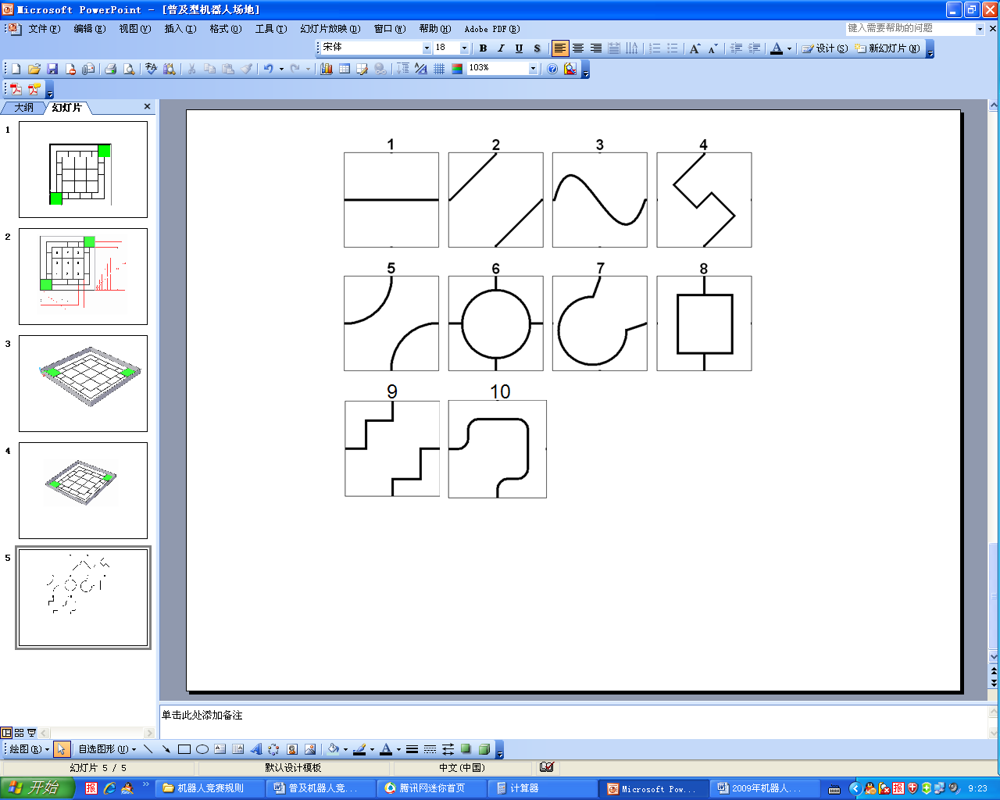 Microsoft PowerPoint - [普及型机器人场地]
文件(F) 编辑(E) 视图(V) 插入(I) 格式(O) 工具(T) 幻灯片放映(D) 窗口(W) 帮助(H) Adobe PDF(B) 键入需要帮助的问题
宋体 18 B I U S A A A 设计(S) 新幻灯片(N)
103%
大纲 幻灯片
1
2
3
4
5
1 2 3 4
5 6 7 8
9 10
单击此处添加备注
绘图(R) 自选图形(U) A
幻灯片 5 / 5 默认设计模板 中文(中国)
开始 报 机器人竞赛规则 普及机器人竞... 腾讯网迷你首页 计算器 Microsoft Pow... 2009年机器人... 报 9:23